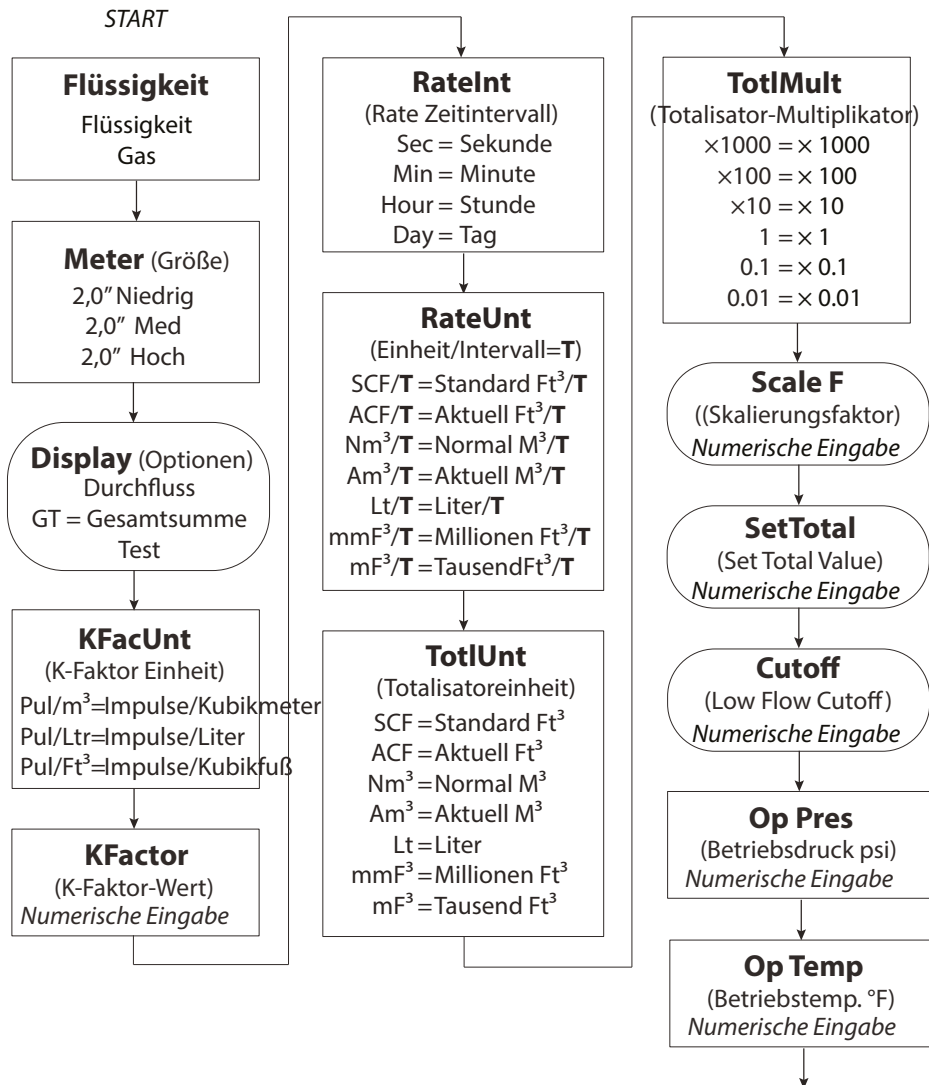 START
Flüssigkeit
Flüssigkeit
Gas
Meter (Größe)
2,0” Niedrig
2,0” Med
2,0” Hoch
Display (Optionen)
Durchfluss
GT = Gesamtsumme
Test
KFacUnt
(K-Faktor Einheit)
Pul/m³=Impulse/Kubikmeter
Pul/Ltr=Impulse/Liter
Pul/Ft³=Impulse/Kubikfuß
KFactor
(K-Faktor-Wert)
Numerische Eingabe
RateInt
(Rate Zeitintervall)
Sec = Sekunde
Min = Minute
Hour = Stunde
Day = Tag
RateUnt
(Einheit/Intervall=T)
SCF/T = Standard Ft³/T
ACF/T = Aktuell Ft³/T
Nm³/T = Normal M³/T
Am³/T = Aktuell M³/T
Lt/T = Liter/T
mmF³/T = Millionen Ft³/T
mF³/T = TausendFt³/T
TotlUnt
(Totalisatoreinheit)
SCF = Standard Ft³
ACF = Aktuell Ft³
Nm³ = Normal M³
Am³ = Aktuell M³
Lt = Liter
mmF³ = Millionen Ft³
mF³ = Tausend Ft³
TotlMult
(Totalisator-Multiplikator)
×1000 = × 1000
×100 = × 100
×10 = × 10
1 = × 1
0.1 = × 0.1
0.01 = × 0.01
Scale F
((Skalierungsfaktor)
Numerische Eingabe
SetTotal
(Set Total Value)
Numerische Eingabe
Cutoff
(Low Flow Cutoff)
Numerische Eingabe
Op Pres
(Betriebsdruck psi)
Numerische Eingabe
Op Temp
(Betriebstemp. °F)
Numerische Eingabe